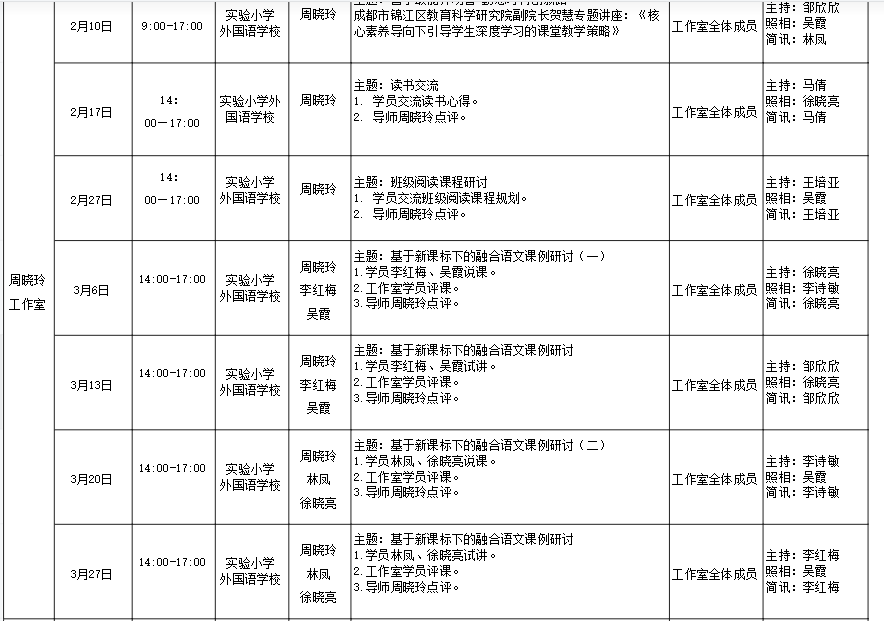 周晓玲
工作室
2月10日
9:00-17:00
实验小学
外国语学校
周晓玲
成都市锦江区教育科学研究院副院长贺慧专题讲座：《核
心素养导向下引导学生深度学习的课堂教学策略》
工作室全体成员
主持：邹欣欣
照相：吴霞
简讯：林凤
2月17日
14：
00－17:00
实验小学外
国语学校
周晓玲
主题：读书交流
1. 学员交流读书心得。
2. 导师周晓玲点评。
工作室全体成员
主持：马倩
照相：徐晓亮
简讯：马倩
2月27日
14：
00－17:00
实验小学
外国语学校
周晓玲
主题：班级阅读课程研讨
1. 学员交流班级阅读课程规划。
2. 导师周晓玲点评。
工作室全体成员
主持：王培亚
照相：吴霞
简讯：王培亚
3月6日
14:00-17:00
实验小学
外国语学校
周晓玲
李红梅
吴霞
主题：基于新课标下的融合语文课例研讨（一）
1.学员李红梅、吴霞说课。
2.工作室学员评课。
3.导师周晓玲点评。
工作室全体成员
主持：徐晓亮
照相：李诗敏
简讯：徐晓亮
3月13日
14:00-17:00
实验小学
外国语学校
周晓玲
李红梅
吴霞
主题：基于新课标下的融合语文课例研讨
1.学员李红梅、吴霞试讲。
2.工作室学员评课。
3.导师周晓玲点评。
工作室全体成员
主持：邹欣欣
照相：徐晓亮
简讯：邹欣欣
3月20日
14:00-17:00
实验小学
外国语学校
周晓玲
林凤
徐晓亮
主题：基于新课标下的融合语文课例研讨（二）
1.学员林凤、徐晓亮说课。
2.工作室学员评课。
3.导师周晓玲点评。
工作室全体成员
主持：李诗敏
照相：吴霞
简讯：李诗敏
3月27日
14:00-17:00
实验小学
外国语学校
周晓玲
林凤
徐晓亮
主题：基于新课标下的融合语文课例研讨
1.学员林凤、徐晓亮试讲。
2.工作室学员评课。
3.导师周晓玲点评。
工作室全体成员
主持：李红梅
照相：吴霞
简讯：李红梅